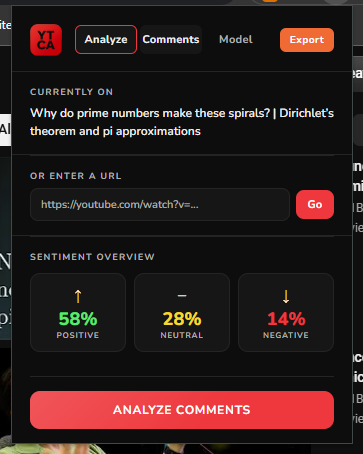 YT
CA
Analyze
Comments
Model
Export
CURRENTLY ON
Why do prime numbers make these spirals? | Dirichlet's
theorem and pi approximations
OR ENTER A URL
https://youtube.com/watch?v=...
Go
SENTIMENT OVERVIEW
↑
–
↓
58%
28%
14%
POSITIVE
NEUTRAL
NEGATIVE
ANALYZE COMMENTS